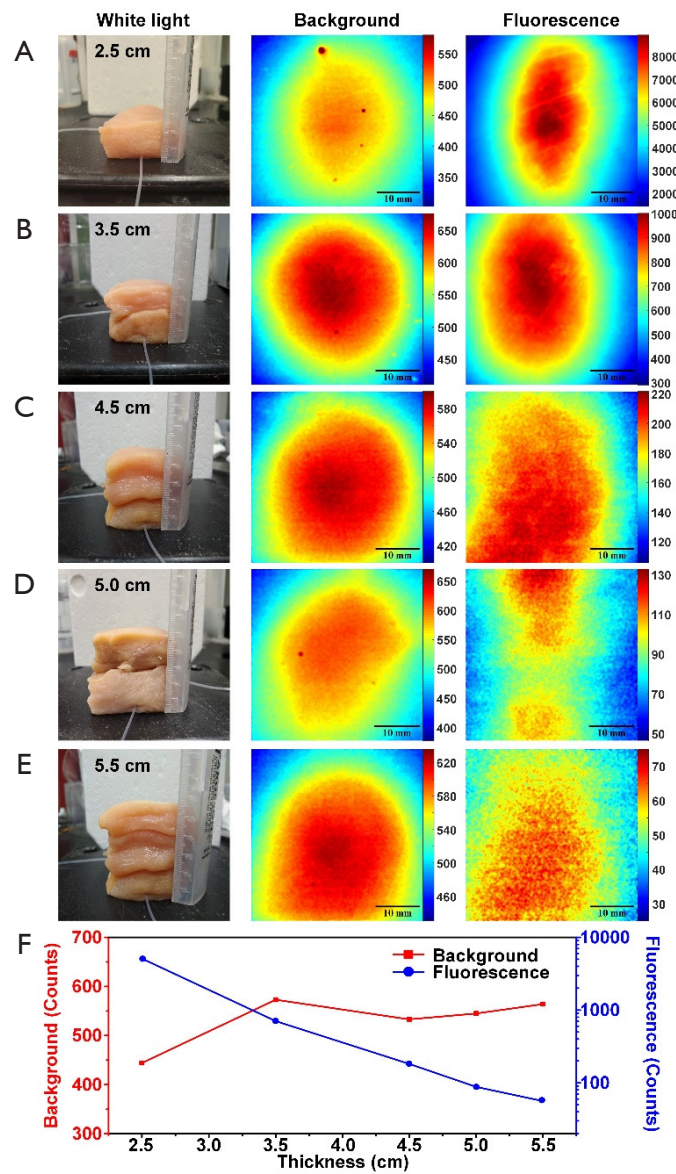 White light Background Fluorescence
A
2.5 cm
550
500
450
400
350
10 mm
8000
7000
6000
5000
4000
3000
2000
10 mm
B
3.5 cm
650
600
550
500
450
10 mm
1000
900
800
700
600
500
400
300
10 mm
C
4.5 cm
580
540
500
460
420
10 mm
220
200
180
160
140
120
10 mm
D
5.0 cm
650
600
550
500
450
400
10 mm
130
110
90
70
50
10 mm
E
5.5 cm
620
580
540
500
460
10 mm
70
60
50
40
30
10 mm
F
700
600
500
400
300
Background (Counts)
Background
Fluorescence
10000
1000
100
Fluorescence (Counts)
2.5 3.0 3.5 4.0 4.5 5.0 5.5
Thickness (cm)